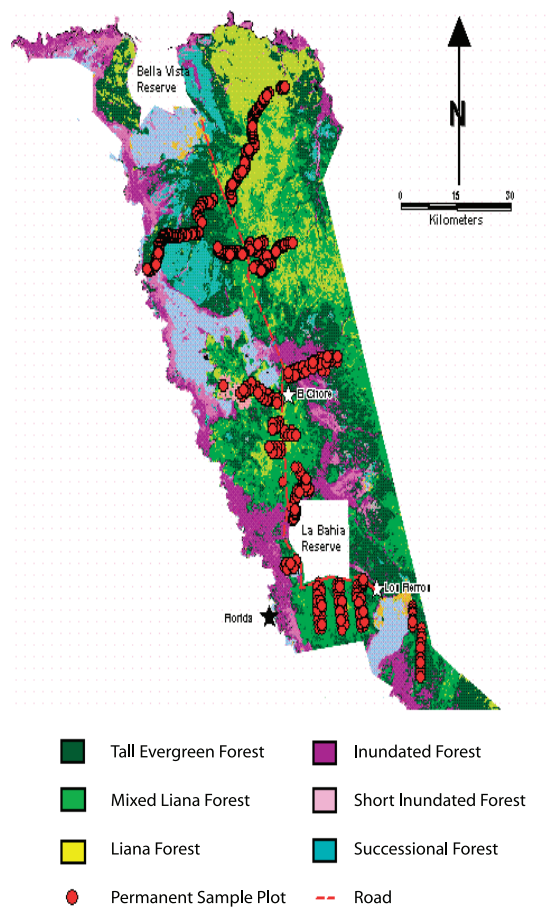 Bella Vista
Reserve
N
0 15 30
Kilometers
El Chore
La Bahia
Reserve
Los Fierros
Florida
Tall Evergreen Forest
Inundated Forest
Mixed Liana Forest
Short Inundated Forest
Liana Forest
Successional Forest
Permanent Sample Plot
Road